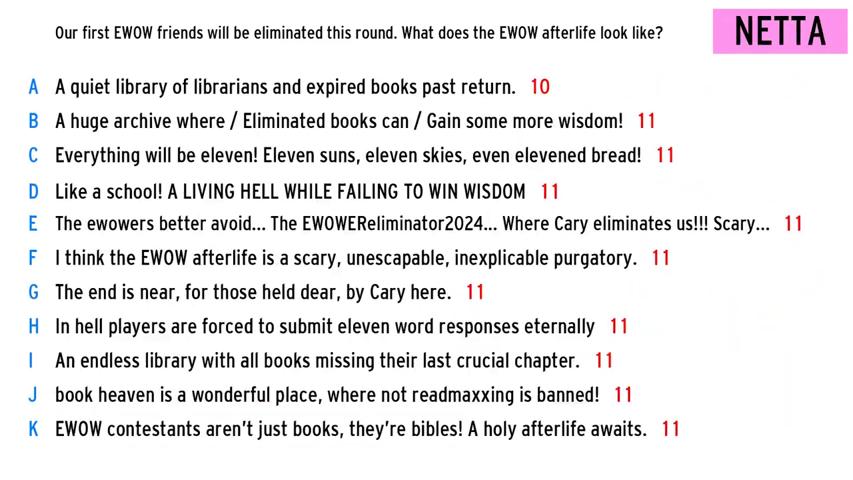 Our first EWOW friends will be eliminated this round. What does the EWOW afterlife look like?
NETTA
A A quiet library of librarians and expired books past return. 10
B A huge archive where / Eliminated books can / Gain some more wisdom! 11
C Everything will be eleven! Eleven suns, eleven skies, even elevened bread! 11
D Like a school! A LIVING HELL WHILE FAILING TO WIN WISDOM 11
E The ewowers better avoid... The EWOWEReliminator2024... Where Cary eliminates us!!! Scary... 11
F I think the EWOW afterlife is a scary, unescapable, inexplicable purgatory. 11
G The end is near, for those held dear, by Cary here. 11
H In hell players are forced to submit eleven word responses eternally 11
I An endless library with all books missing their last crucial chapter. 11
J book heaven is a wonderful place, where not readmaxxing is banned! 11
K EWOW contestants aren't just books, they're bibles! A holy afterlife awaits. 11